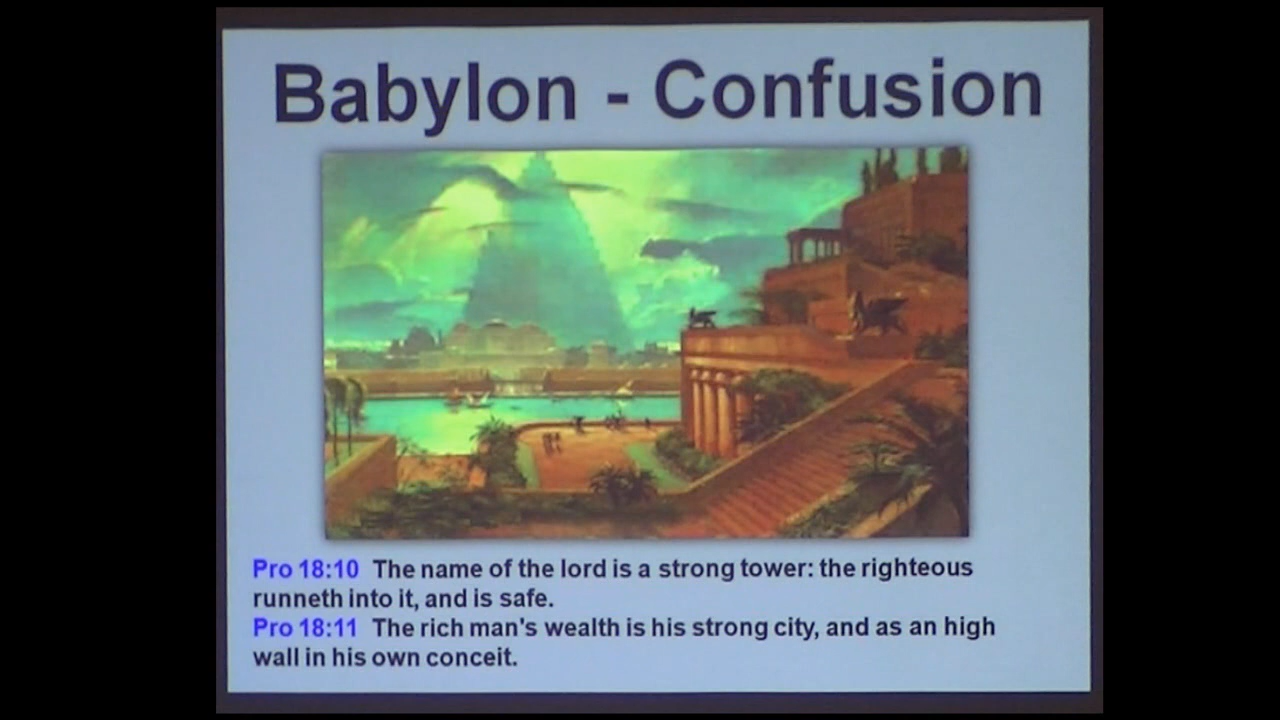 Babylon - Confusion
Pro 18:10 The name of the lord is a strong tower: the righteous
runneth into it, and is safe.
Pro 18:11 The rich man's wealth is his strong city, and as an high
wall in his own conceit.